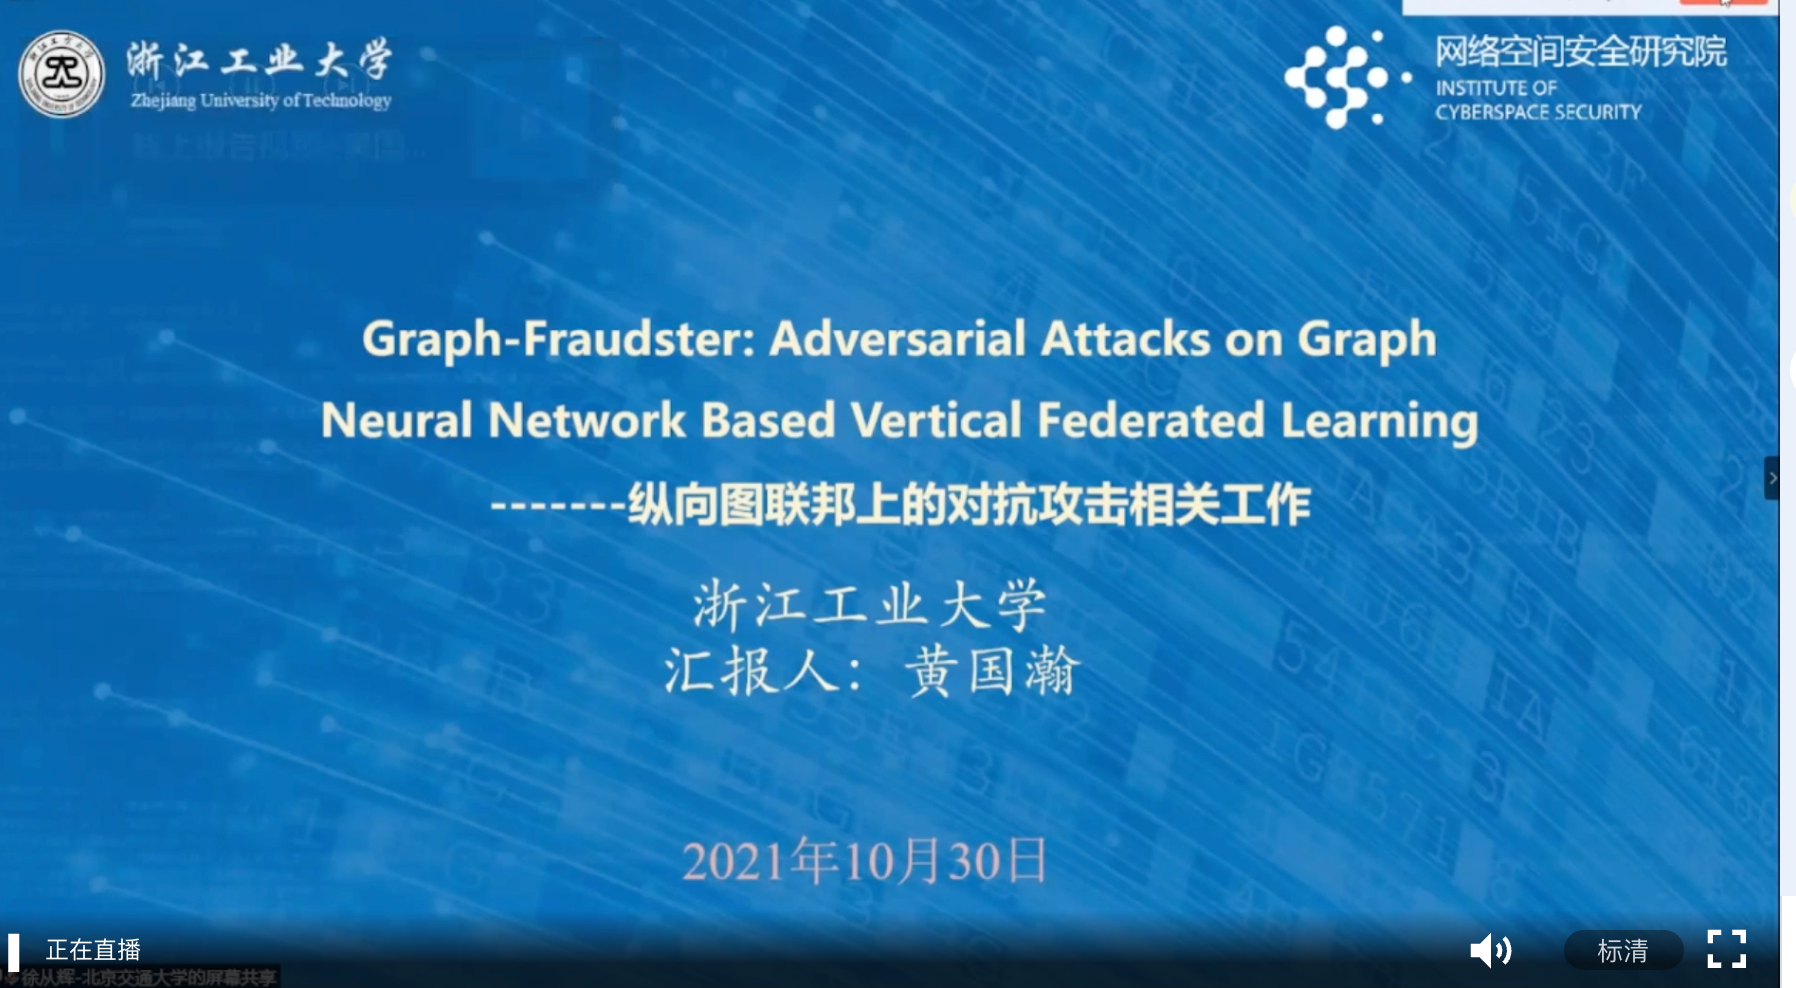 浙江工业大学
Zhejiang University of Technology
网络空间安全研究院
INSTITUTE OF
CYBERSPACE SECURITY
Graph-Fraudster: Adversarial Attacks on Graph
Neural Network Based Vertical Federated Learning
-------纵向图联邦上的对抗攻击相关工作
浙江工业大学
汇报人：黄国瀚
2021年10月30日
正在直播
标清
徐从辉-北京交通大学的屏幕共享